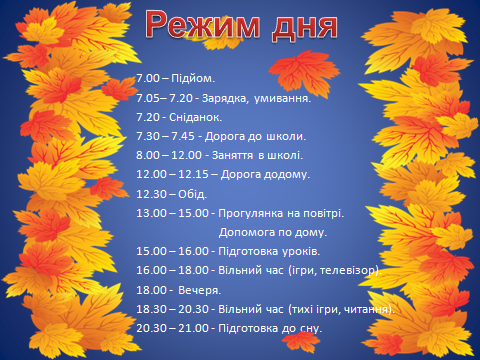 Режим дня
7.00 – Підйом.
7.05– 7.20 - Зарядка, умивання.
7.20 - Сніданок.
7.30 – 7.45 - Дорога до школи.
8.00 – 12.00 - Заняття в школі.
12.00 – 12.15 – Дорога додому.
12.30 – Обід.
13.00 – 15.00 - Прогулянка на повітрі.
Допомога по дому.
15.00 – 16.00 - Підготовка уроків.
16.00 – 18.00 - Вільний час (ігри, телевізор).
18.00 - Вечеря.
18.30 – 20.30 - Вільний час (тихі ігри, читання).
20.30 – 21.00 - Підготовка до сну.